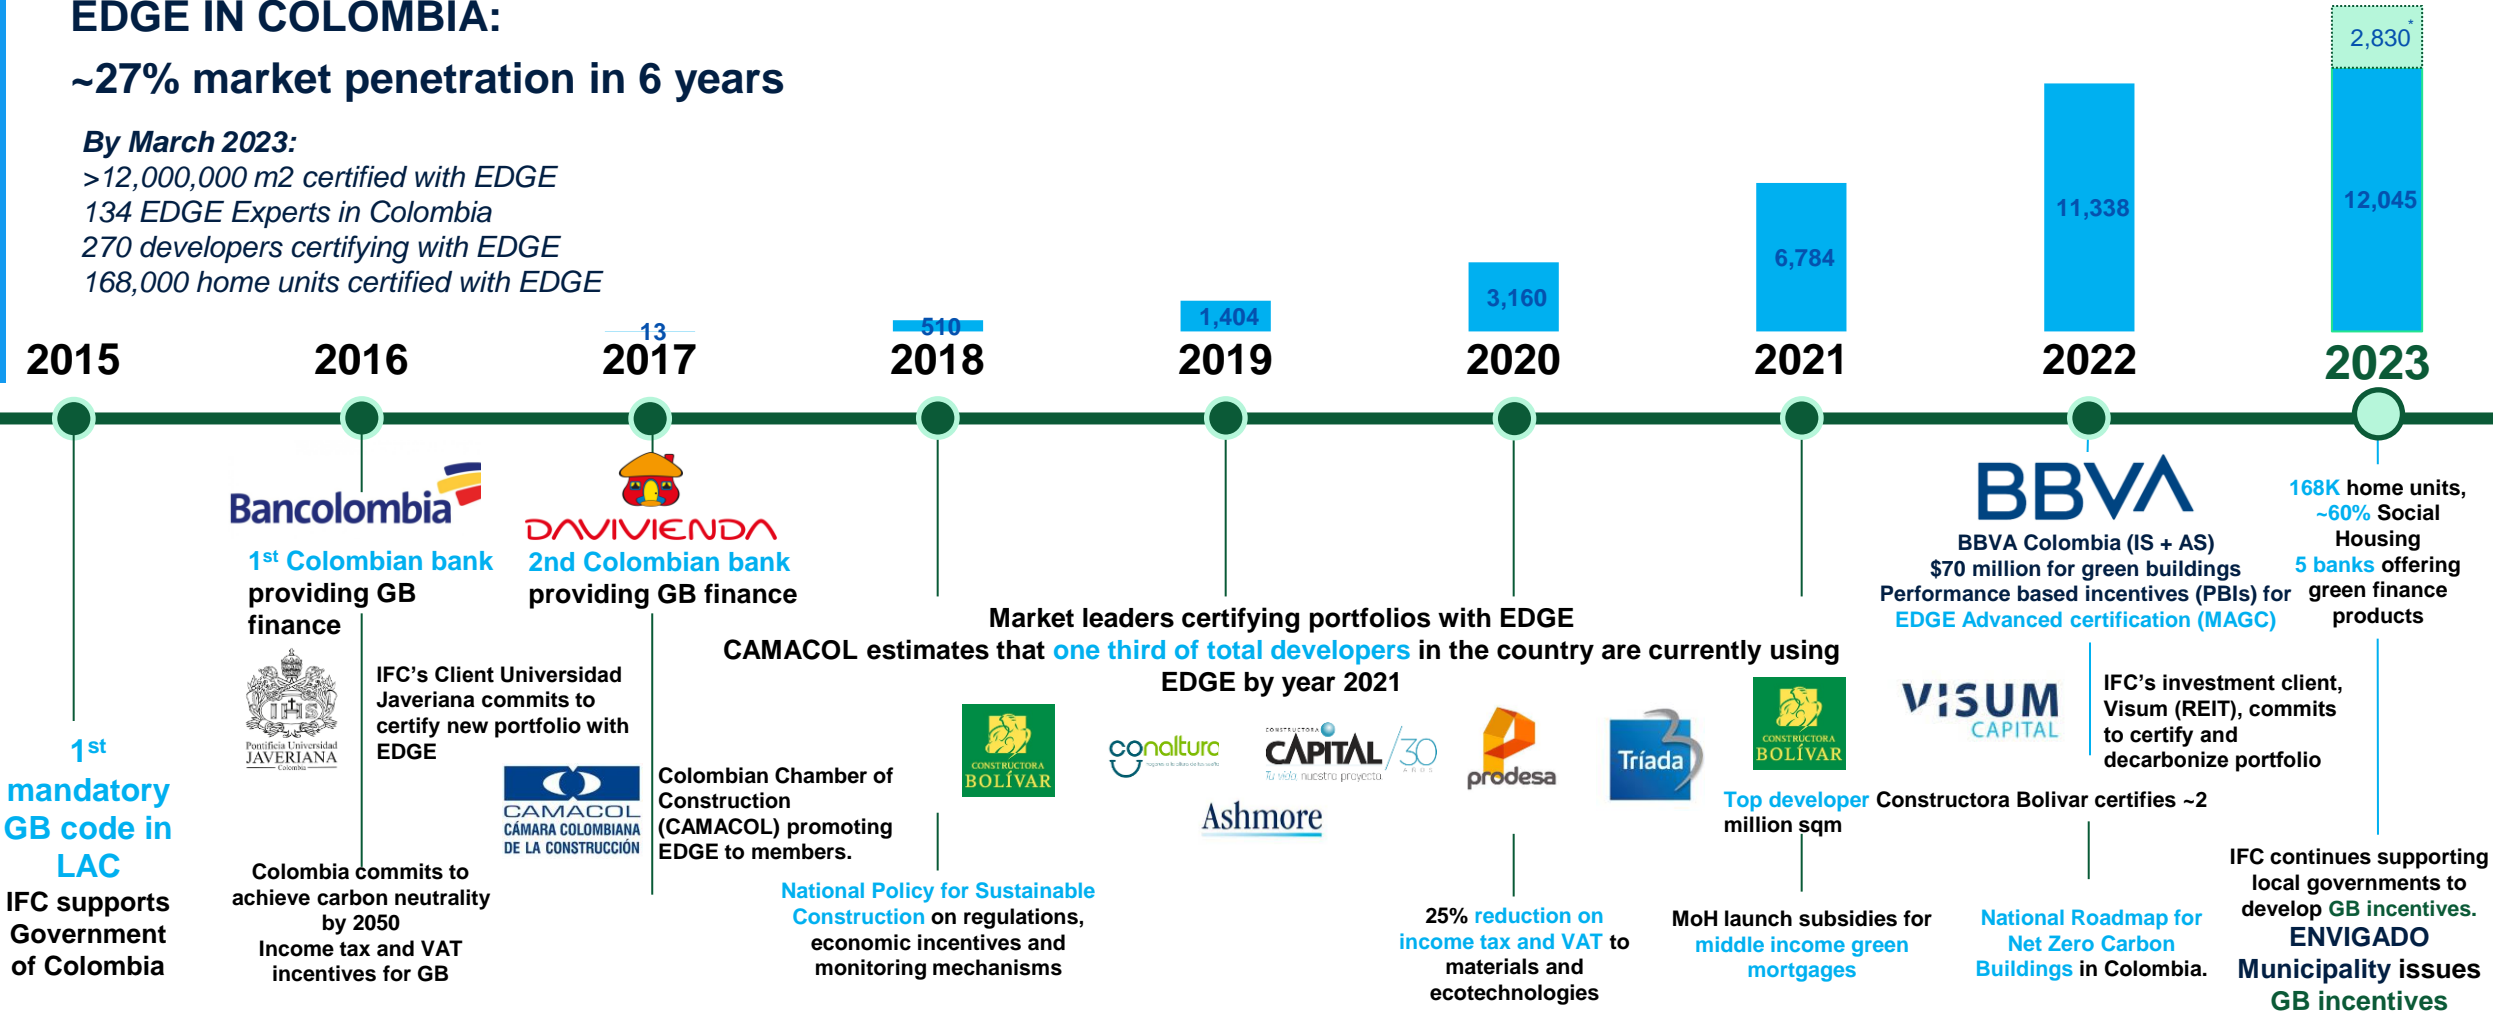 EDGE IN COLOMBIA:
~27% market penetration in 6 years
By March 2023:
>12,000,000 m2 certified with EDGE
134 EDGE Experts in Colombia
270 developers certifying with EDGE
168,000 home units certified with EDGE
13
510
1,404
3,160
6,784
11,338
2,830*
12,045
2015
2016
2017
2018
2019
2020
2021
2022
2023
1st
mandatory
GB code in
LAC
IFC supports
Government
of Colombia
Bancolombia
1st Colombian bank
providing GB
finance
IHS
Pontificia Universidad
JAVERIANA
Colombia
IFC's Client Universidad
Javeriana commits to
certify new portfolio with
EDGE
Colombia commits to
achieve carbon neutrality
by 2050
Income tax and VAT
incentives for GB
DAVIVIENDA
2nd Colombian bank
providing GB finance
CAMACOL
CÁMARA COLOMBIANA
DE LA CONSTRUCCIÓN
Colombian Chamber of
Construction
(CAMACOL) promoting
EDGE to members.
Market leaders certifying portfolios with EDGE
CAMACOL estimates that one third of total developers in the country are currently using
EDGE by year 2021
CONSTRUCTORA
BOLÍVAR
conaltura
CONSTRUCTORA
CAPITAL/30
AÑOS
Tu vida, nuestro proyecto.
Ashmore
prodesa
Tríada
CONSTRUCTORA
BOLÍVAR
National Policy for Sustainable
Construction on regulations,
economic incentives and
monitoring mechanisms
25% reduction on
income tax and VAT to
materials and
ecotechnologies
Top developer Constructora Bolivar certifies ~2
million sqm
MoH launch subsidies for
middle income green
mortgages
BBVA
BBVA Colombia (IS + AS)
$70 million for green buildings
Performance based incentives (PBIs) for
EDGE Advanced certification (MAGC)
VISUM
CAPITAL
IFC's investment client,
Visum (REIT), commits
to certify and
decarbonize portfolio
National Roadmap for
Net Zero Carbon
Buildings in Colombia.
168K home units,
~60% Social
Housing
5 banks offering
green finance
products
IFC continues supporting
local governments to
develop GB incentives.
ENVIGADO
Municipality issues
GB incentives